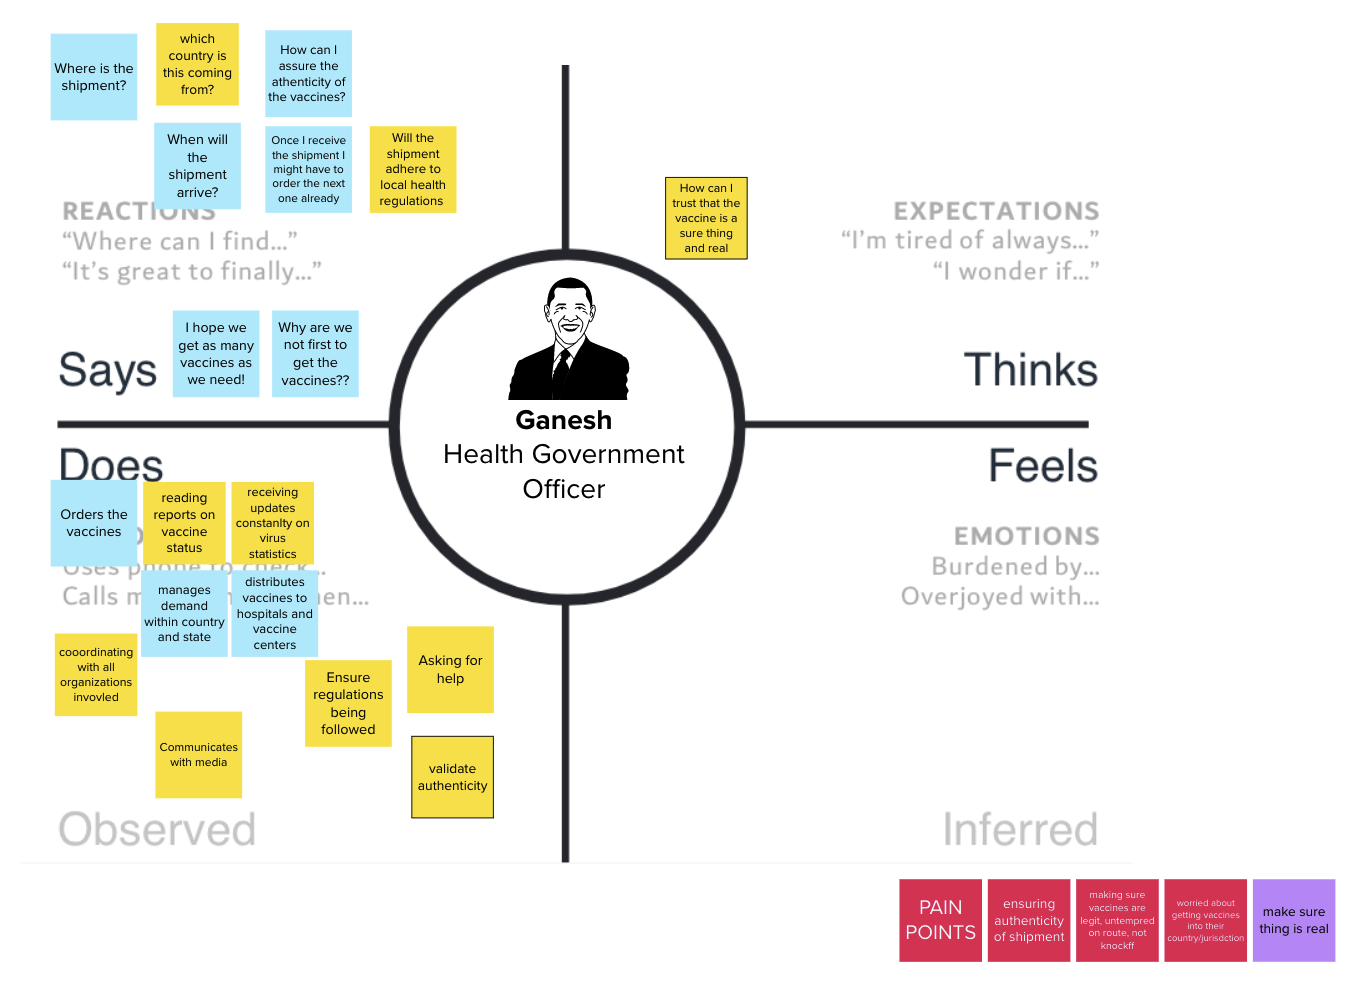 Where is the
shipment?
which
country is
this coming
from?
How can I
assure the
athenticity of
the vaccines?
When will
the
shipment
arrive?
Once I receive
the shipment I
might have to
order the next
one already
Will the
shipment
adhere to
local health
regulations
How can I
trust that the
vaccine is a
sure thing
and real
REACTIONS
“Where can I find...”
“It’s great to finally...”
EXPECTATIONS
“I’m tired of always...”
“I wonder if...”
I hope we
get as many
vaccines as
we need!
Why are we
not first to
get the
vaccines??
Says
Thinks
Ganesh
Health Government
Officer
Does
Feels
Orders the
vaccines
reading
reports on
vaccine
status
receiving
updates
constanlty on
virus
statistics
Uses phone to check...
Calls
manages
demand
within country
and state
distributes
vaccines to
hospitals and
vaccine
centers
EMOTIONS
Burdened by...
Overjoyed with...
cooordinating
with all
organizations
invovled
Ensure
regulations
being
followed
Asking for
help
Communicates
with media
validate
authenticity
Observed
Inferred
PAIN
POINTS
ensuring
authenticity
of shipment
making sure
vaccines are
legit, untempred
on route, not
knockff
worried about
getting vaccines
into their
country/jurisdction
make sure
thing is real